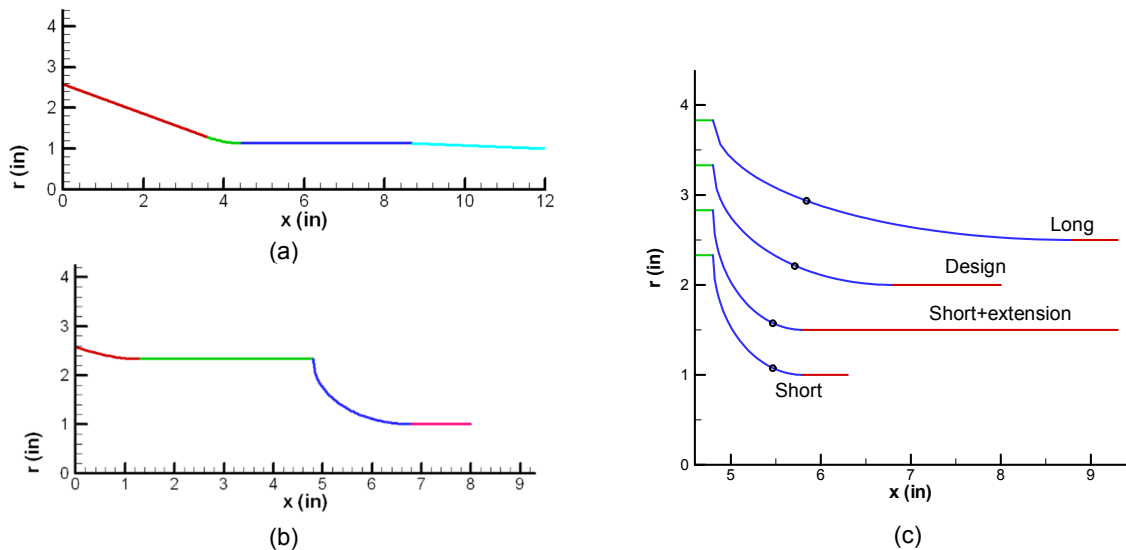 4
3
2
1
0
r (in)
0 2 4 6 8 10 12
x (in)
(a)
4
3
2
1
0
r (in)
0 1 2 3 4 5 6 7 8 9
x (in)
(b)
4
3
2
1
0
r (in)
Long
Design
Short+extension
Short
5 6 7 8 9
x (in)
(c)